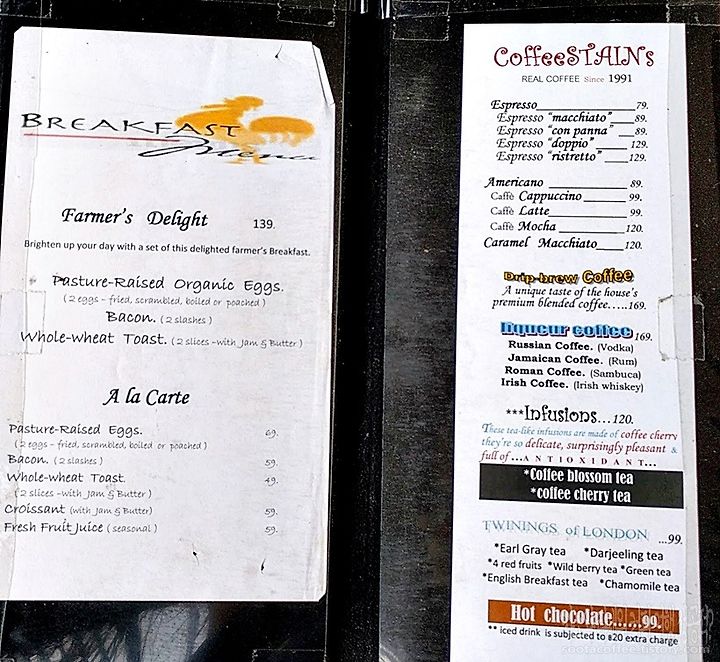 BREAKFAST
Menu
Farmer's Delight 139.
Brighten up your day with a set of this delighted farmer's Breakfast.
Pasture-Raised Organic Eggs.
( 2 eggs - fried, scrambled, boiled or poached )
Bacon. ( 2 slashes )
Whole-wheat Toast. ( 2 slices -with Jam & Butter )
A la Carte
Pasture-Raised Eggs. 69.
( 2 eggs - fried, scrambled, boiled or poached )
Bacon. ( 2 slashes ) 59.
Whole-wheat Toast. 49.
( 2 slices -with Jam & Butter )
Croissant (with Jam & Butter) 59.
Fresh Fruit Juice ( seasonal ) 59.
CoffeeSTAINs
REAL COFFEE Since 1991
Espresso 79.
Espresso "macchiato" 89.
Espresso "con panna" 89.
Espresso "doppio" 129.
Espresso "ristretto" 129.
Americano 89.
Caffè Cappuccino 99.
Caffè Latte 99.
Caffè Mocha 120.
Caramel Macchiato 120.
Drip-brew Coffee
A unique taste of the house's
premium blended coffee.....169.
liqueur coffee 169.
Russian Coffee. (Vodka)
Jamaican Coffee. (Rum)
Roman Coffee. (Sambuca)
Irish Coffee. (Irish whiskey)
***Infusions...120.
These tea-like infusions are made of coffee cherry
they're so delicate, surprisingly pleasant &
full of ...ANTIOXIDANT...
*Coffee blossom tea
*coffee cherry tea
TWININGS of LONDON ...99.
*Earl Gray tea *Darjeeling tea
*4 red fruits *Wild berry tea *Green tea
*English Breakfast tea *Chamomile tea
Hot chocolate......99.
** iced drink is subjected to ฿20 extra charge
sootacoffee.tistory.com